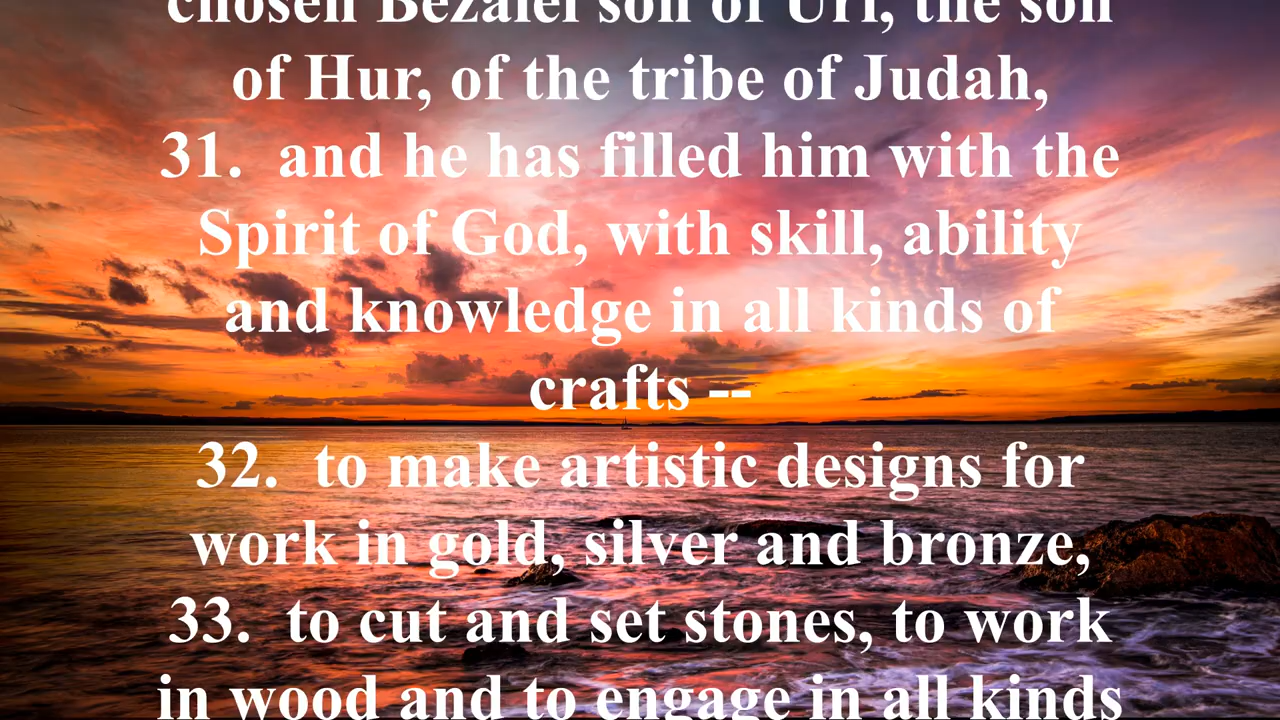 chosen Bezalel son of Uri, the son
of Hur, of the tribe of Judah,
31.  and he has filled him with the
Spirit of God, with skill, ability
and knowledge in all kinds of
crafts --
32.  to make artistic designs for
work in gold, silver and bronze,
33.  to cut and set stones, to work
in wood and to engage in all kinds